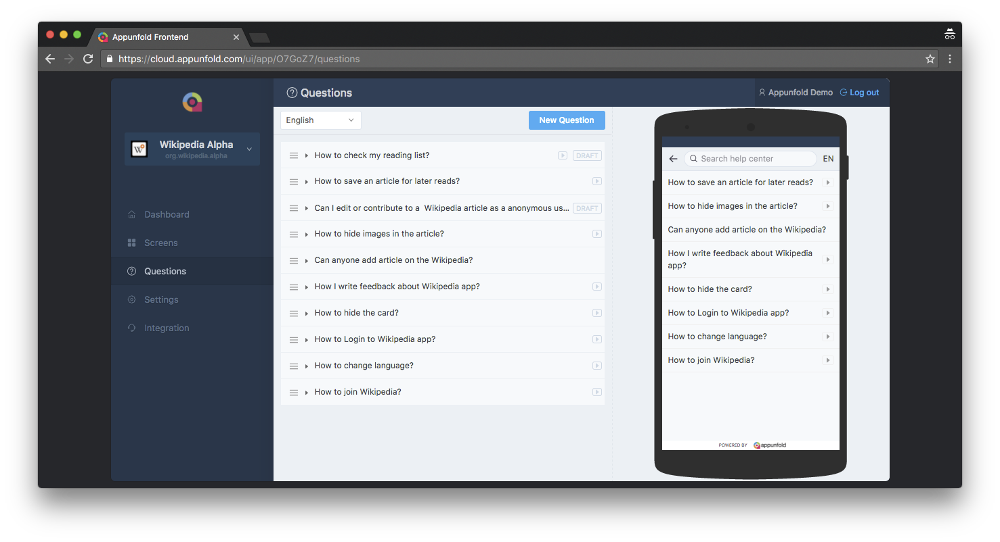 Appunfold Frontend
https://cloud.appunfold.com/ui/app/O7GoZ7/questions
Wikipedia Alpha
org.wikipedia.alpha
Dashboard
Screens
Questions
Settings
Integration
Questions
Appunfold Demo
Log out
English
New Question
How to check my reading list?
DRAFT
How to save an article for later reads?
Can I edit or contribute to a  Wikipedia article as a anonymous us...
DRAFT
How to hide images in the article?
Can anyone add article on the Wikipedia?
How I write feedback about Wikipedia app?
How to hide the card?
How to Login to Wikipedia app?
How to change language?
How to join Wikipedia?
Search help center
EN
How to save an article for later reads?
How to hide images in the article?
Can anyone add article on the Wikipedia?
How I write feedback about Wikipedia
app?
How to hide the card?
How to Login to Wikipedia app?
How to change language?
How to join Wikipedia?
POWERED BY
appunfold